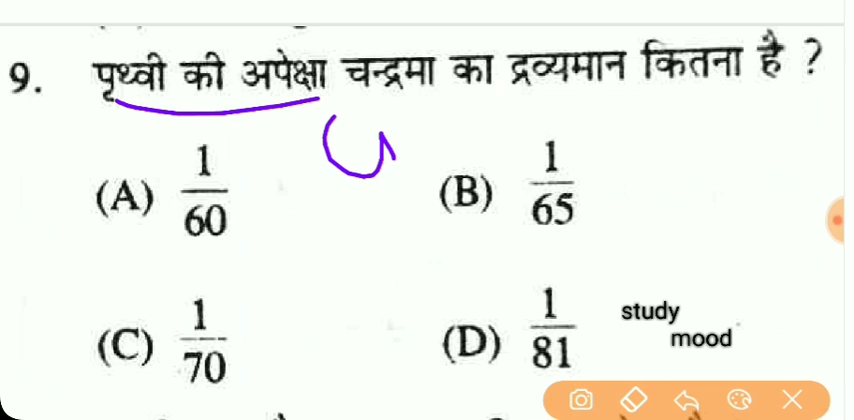 9. पृथ्वी की अपेक्षा चन्द्रमा का द्रव्यमान कितना है ?
(A) 1/60 (B) 1/65
(C) 1/70 (D) 1/81
study
mood